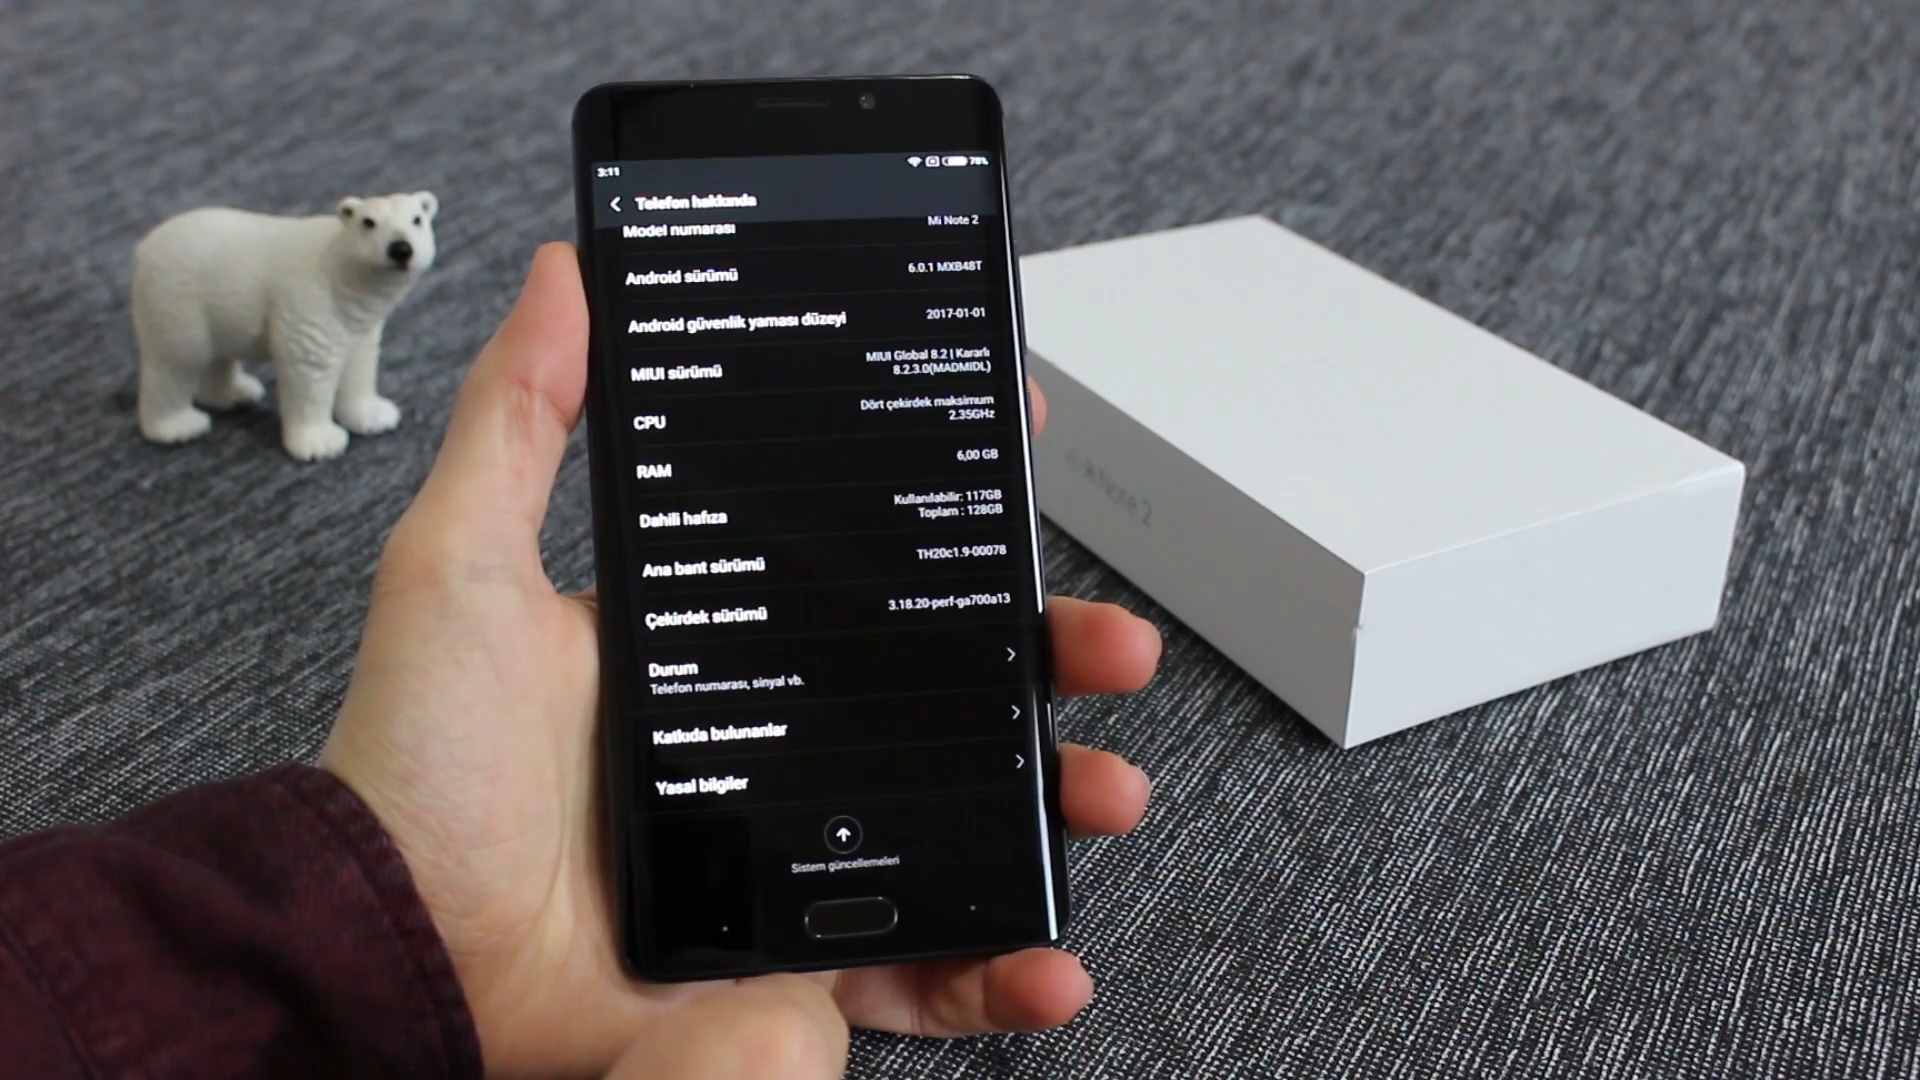 3:11
78%
Telefon hakkında
Model numarası Mi Note 2
Android sürümü 6.0.1 MXB48T
Android güvenlik yaması düzeyi 2017-01-01
MIUI sürümü MIUI Global 8.2 | Kararlı
8.2.3.0(MADMIDL)
CPU Dört çekirdek maksimum
2.35GHz
RAM 6,00 GB
Dahili hafıza Kullanılabilir: 117GB
Toplam : 128GB
Ana bant sürümü TH20c1.9-00078
Çekirdek sürümü 3.18.20-perf-ga700a13
Durum
Telefon numarası, sinyal vb.
Katkıda bulunanlar
Yasal bilgiler
Sistem güncellemeleri
Note 2